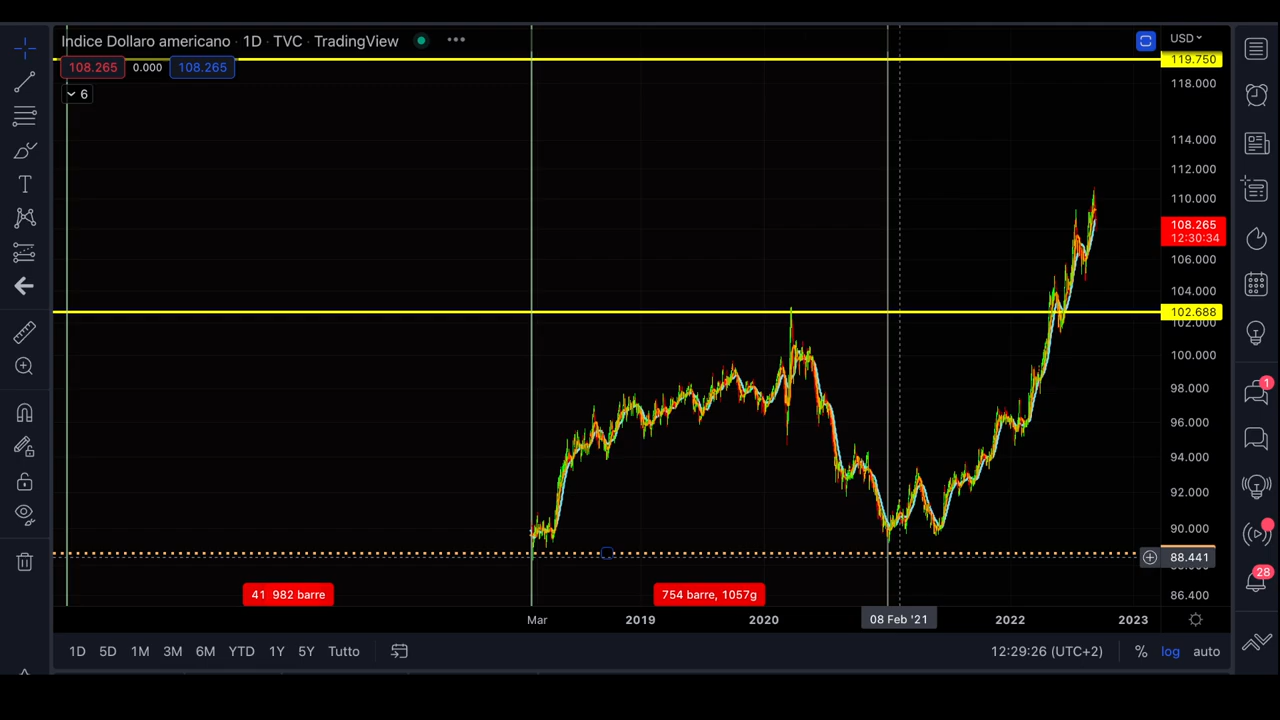 Indice Dollaro americano · 1D · TVC · TradingView
USD
108.265 0.000 108.265
6
119.750
118.000
114.000
112.000
110.000
108.265
12:30:34
106.000
104.000
102.688
102.000
100.000
98.000
96.000
94.000
92.000
90.000
88.441
86.400
41 982 barre
754 barre, 1057g
Mar 2019 2020 08 Feb '21 2022 2023
1D 5D 1M 3M 6M YTD 1Y 5Y Tutto
12:29:26 (UTC+2) % log auto
1
28